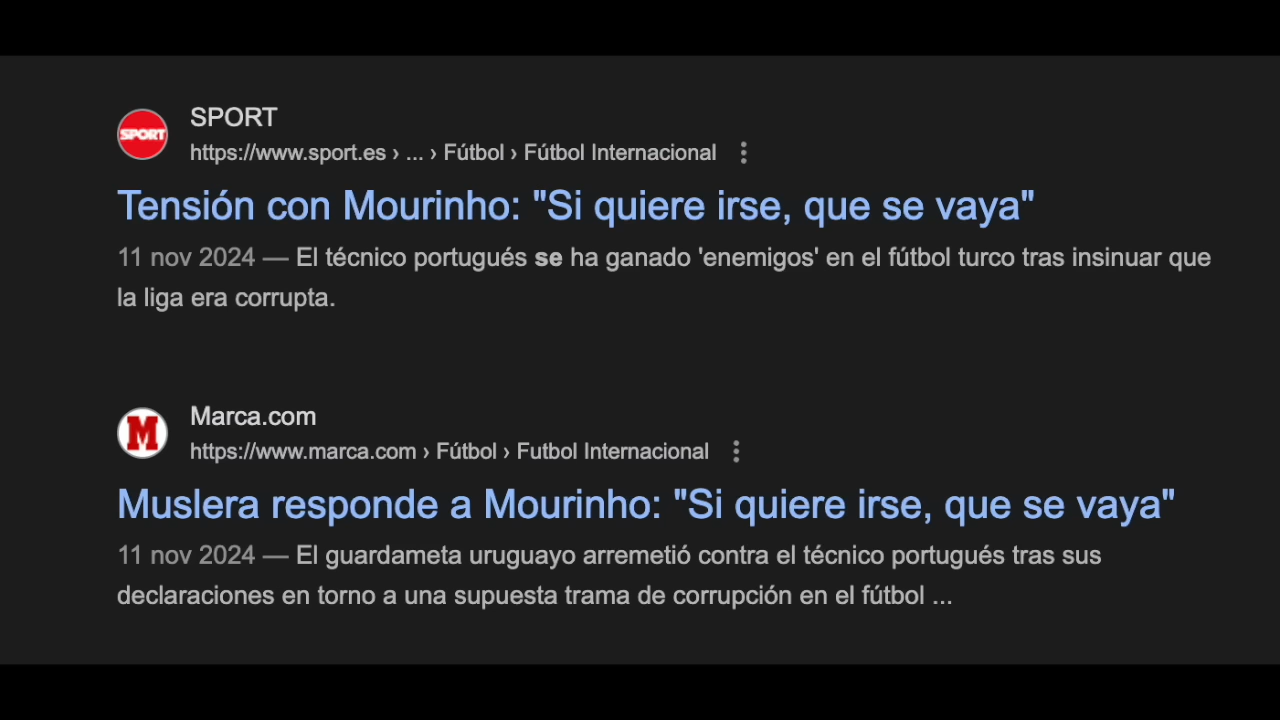 SPORT
SPORT
https://www.sport.es › ... › Fútbol › Fútbol Internacional
Tensión con Mourinho: "Si quiere irse, que se vaya"
11 nov 2024 — El técnico portugués se ha ganado 'enemigos' en el fútbol turco tras insinuar que
la liga era corrupta.
M
Marca.com
https://www.marca.com › Fútbol › Futbol Internacional
Muslera responde a Mourinho: "Si quiere irse, que se vaya"
11 nov 2024 — El guardameta uruguayo arremetió contra el técnico portugués tras sus
declaraciones en torno a una supuesta trama de corrupción en el fútbol ...